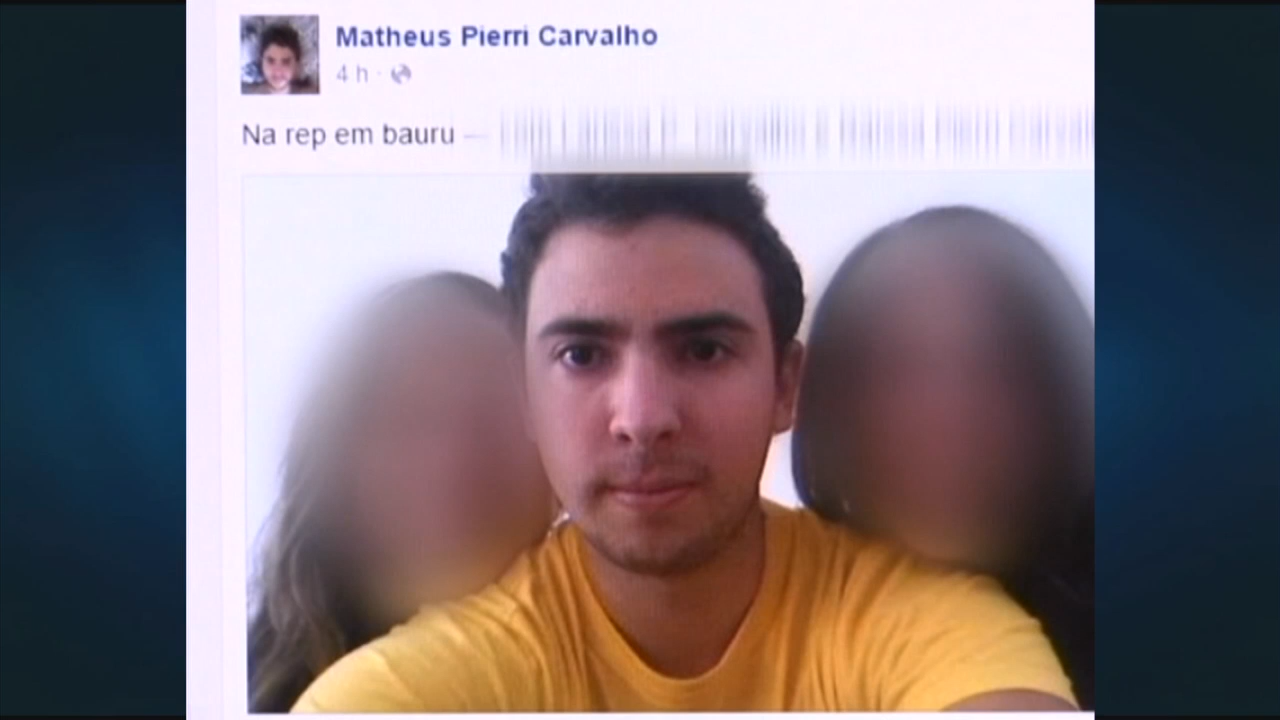 Matheus Pierri Carvalho
4 h ·
Na rep em bauru —